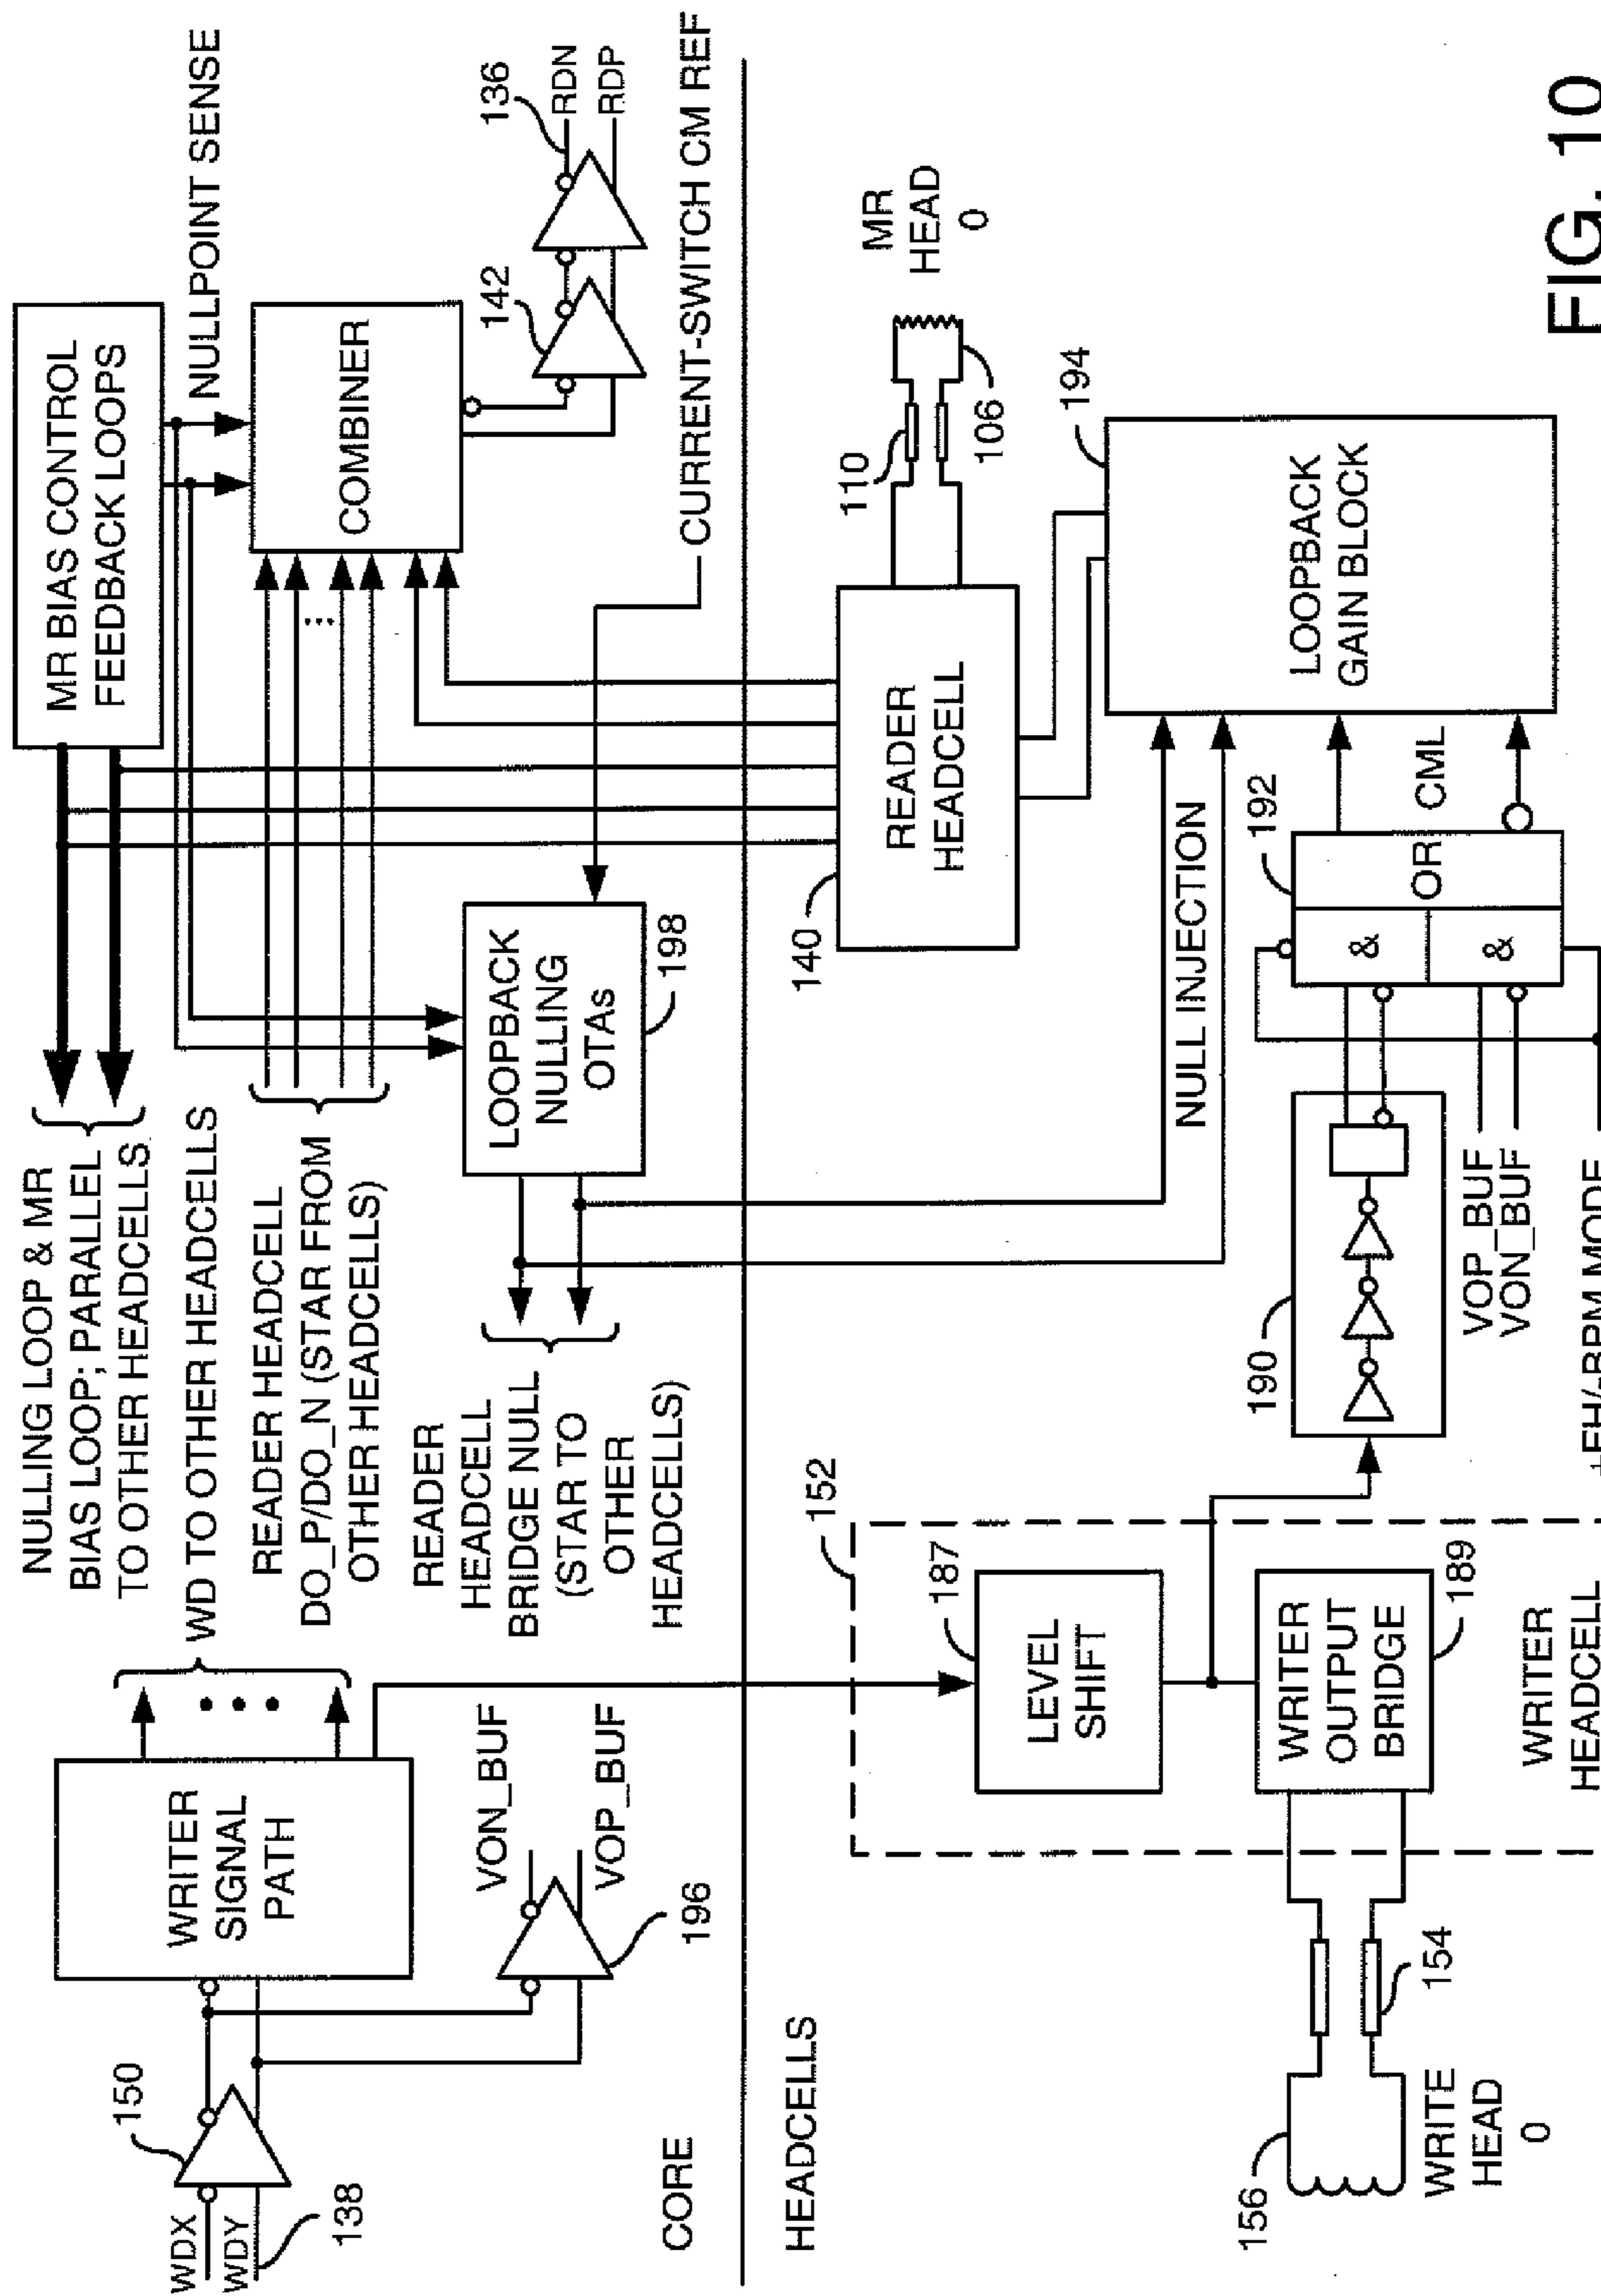 WDX
WDY
138
150
WRITER
SIGNAL
PATH
196
VON_BUF
VOP_BUF
NULLING LOOP & MR
BIAS LOOP; PARALLEL
TO OTHER HEADCELLS
WD TO OTHER HEADCELLS
READER HEADCELL
DO_P/DO_N (STAR FROM
OTHER HEADCELLS)
READER
HEADCELL
BRIDGE NULL
(STAR TO
OTHER
HEADCELLS)
LOOPBACK
NULLING
OTAs
198
MR BIAS CONTROL
FEEDBACK LOOPS
NULLPOINT SENSE
COMBINER
142
136
RDN
RDP
CURRENT-SWITCH CM REF
CORE
HEADCELLS
152
187
LEVEL
SHIFT
WRITER
OUTPUT
BRIDGE
189
WRITER
HEADCELL
156
154
WRITE
HEAD
0
140
READER
HEADCELL
110
106
MR
HEAD
0
NULL INJECTION
190
VOP_BUF
VON_BUF
192
&
&
OR
CML
194
LOOPBACK
GAIN BLOCK
FIG. 10